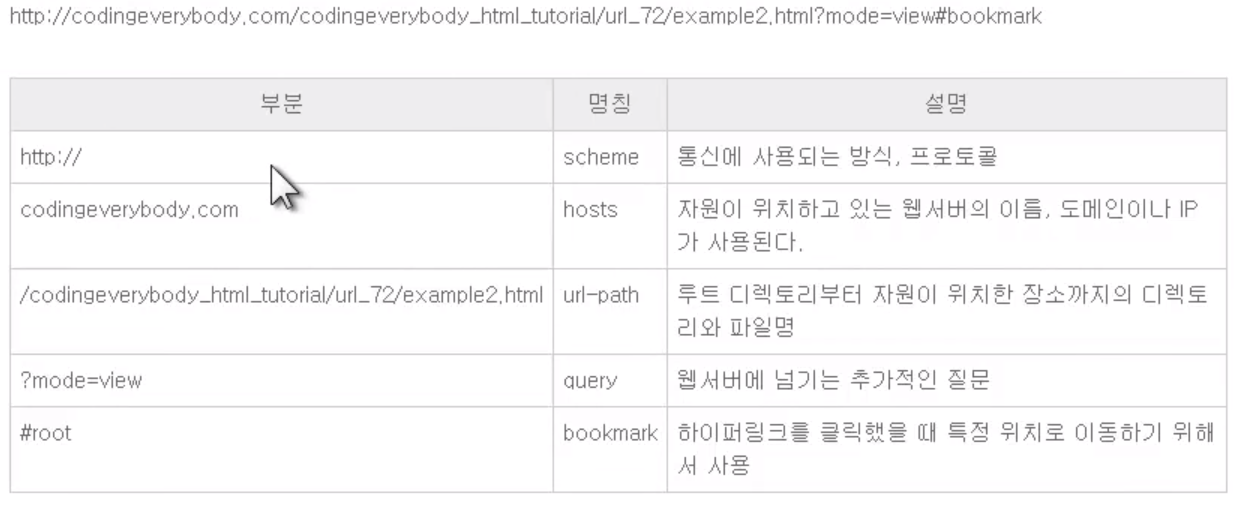 http://codingeverybody.com/codingeverybody_html_tutorial/url_72/example2.html?mode=view#bookmark
부분 명칭 설명
http:// scheme 통신에 사용되는 방식, 프로토콜
codingeverybody.com hosts 자원이 위치하고 있는 웹서버의 이름, 도메인이나 IP
가 사용된다.
/codingeverybody_html_tutorial/url_72/example2.html url-path 루트 디렉토리부터 자원이 위치한 장소까지의 디렉토
리와 파일명
?mode=view query 웹서버에 넘기는 추가적인 질문
#root bookmark 하이퍼링크를 클릭했을 때 특정 위치로 이동하기 위해
서 사용